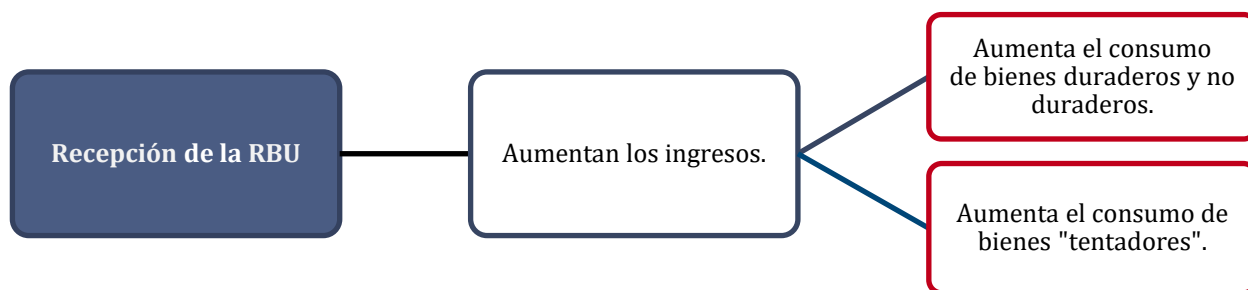 Recepción de la RBU
Aumentan los ingresos.
Aumenta el consumo
de bienes duraderos y no
duraderos.
Aumenta el consumo de
bienes "tentadores".